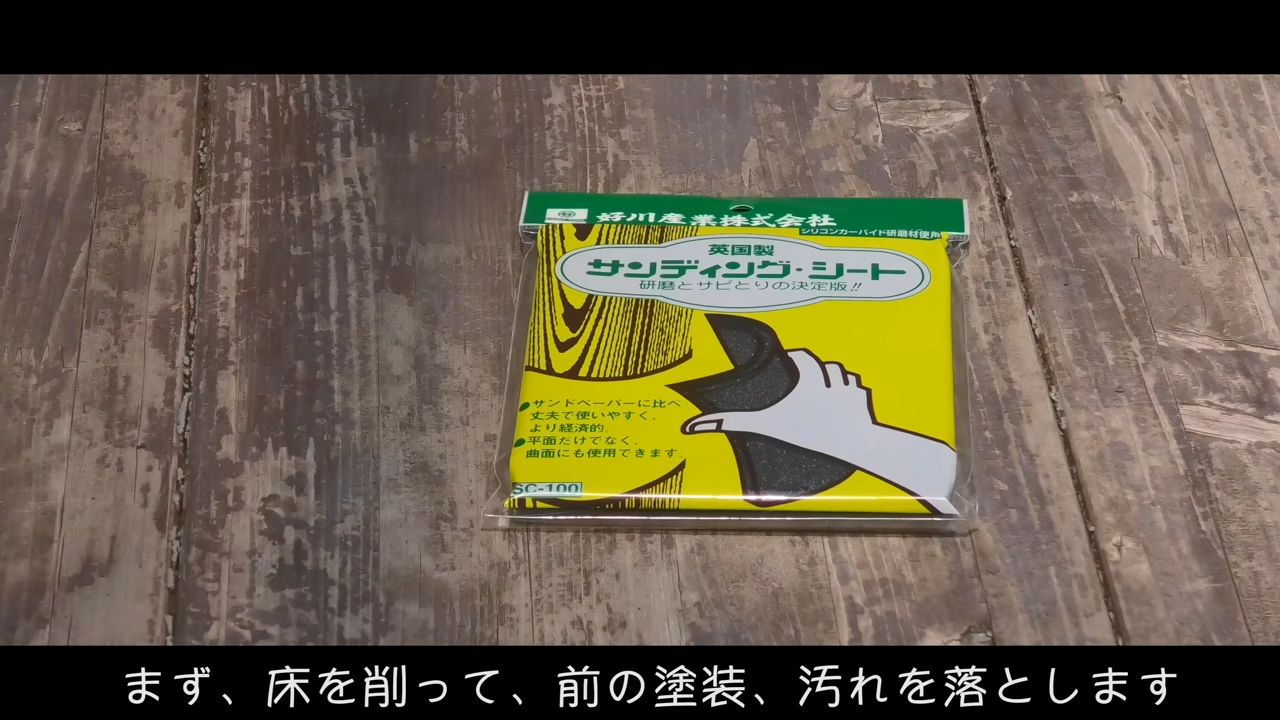 好川産業株式会社
シリコンカーバイド研磨材使用
英国製
サンディング・シート
研磨とサビとりの決定版!!
●サンドペーパーに比べ
丈夫で使いやすく、
より経済的。
●平面だけでなく、
曲面にも使用できます。
SC-100
まず、床を削って、前の塗装、汚れを落とします